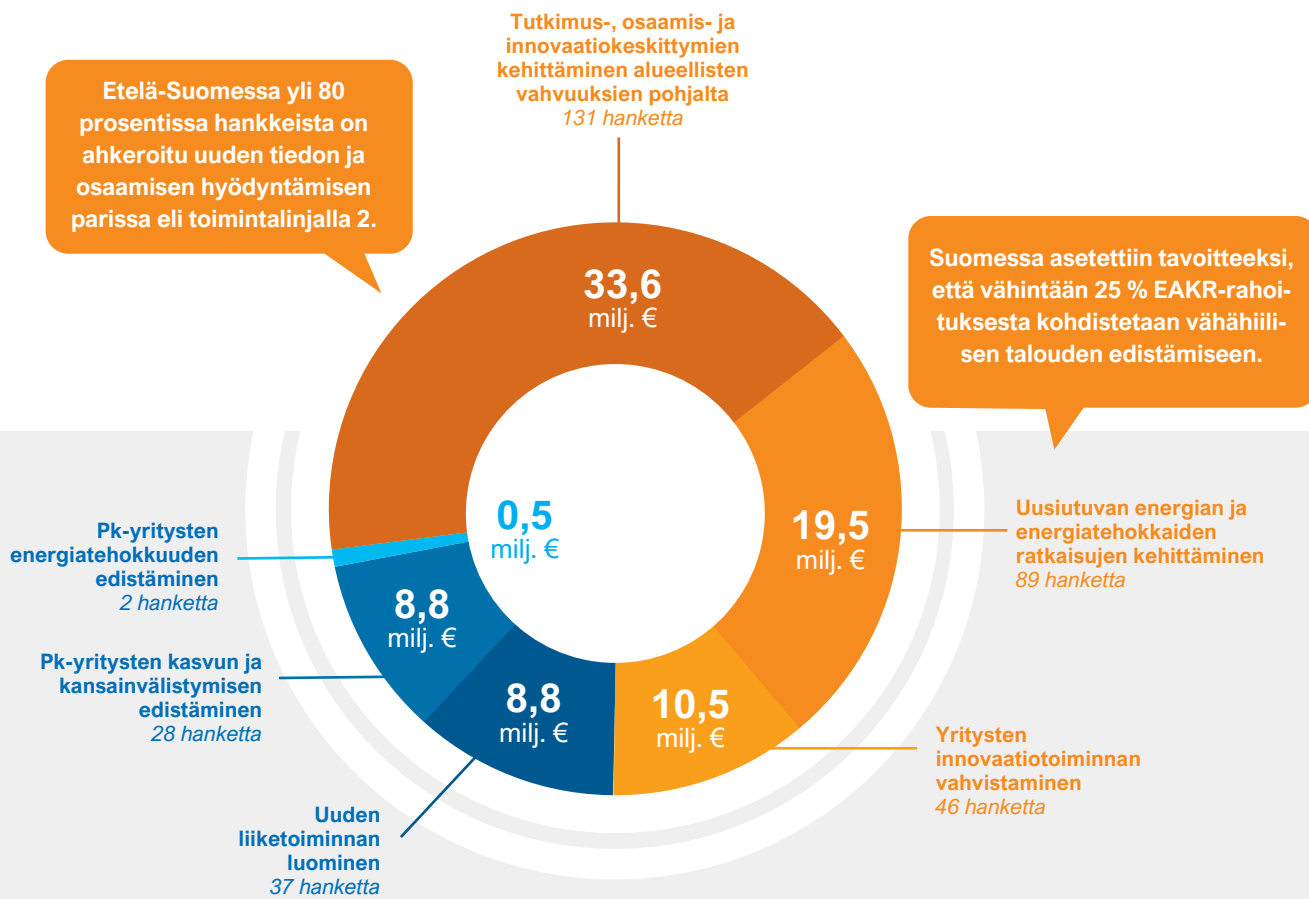 Tutkimus-, osaamis- ja
innovaatiokeskittymien
kehittäminen alueellisten
vahvuuksien pohjalta
131 hanketta
Etelä-Suomessa yli 80
prosentissa hankkeista on
ahkeroitu uuden tiedon ja
osaamisen hyödyntämisen
parissa eli toimintalinjalla 2.
Suomessa asetettiin tavoitteeksi,
että vähintään 25 % EAKR-rahoi-
tuksesta kohdistetaan vähähiili-
sen talouden edistämiseen.
33,6
milj. €
19,5
milj. €
Uusiutuvan energian ja
energiatehokkaiden
ratkaisujen kehittäminen
89 hanketta
0,5
milj. €
Pk-yritysten
energiatehokkuuden
edistäminen
2 hanketta
8,8
milj. €
Pk-yritysten kasvun ja
kansainvälistymisen
edistäminen
28 hanketta
8,8
milj. €
10,5
milj. €
Yritysten
innovaatiotoiminnan
vahvistaminen
46 hanketta
Uuden
liiketoiminnan
luominen
37 hanketta